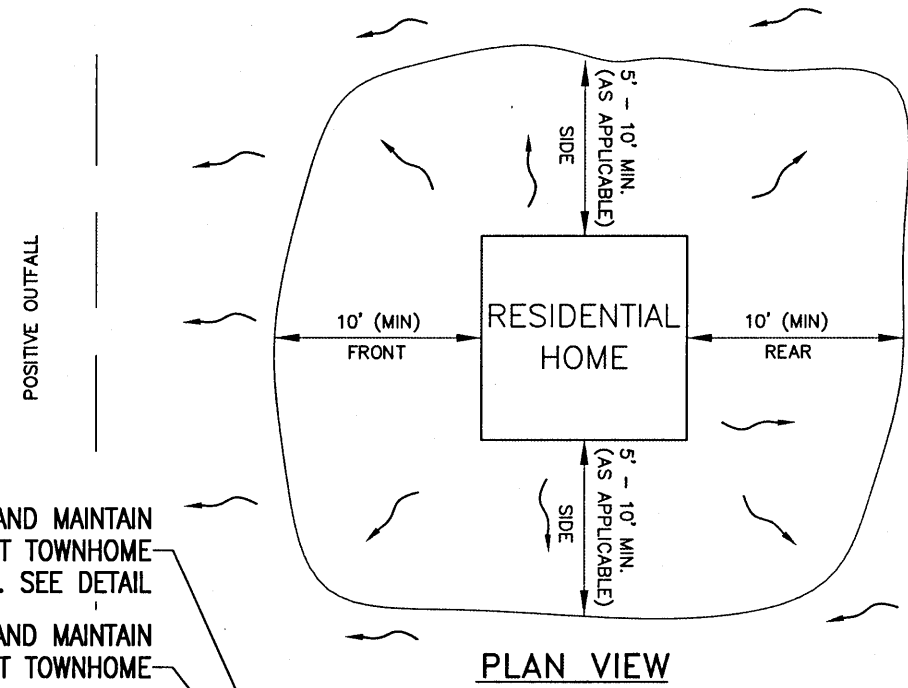 5' - 10' MIN.
(AS APPLICABLE)
SIDE
POSITIVE OUTFALL
10' (MIN)
FRONT
RESIDENTIAL
HOME
10' (MIN)
REAR
5' - 10' MIN.
(AS APPLICABLE)
SIDE
AND MAINTAIN
T TOWNHOME
. SEE DETAIL
AND MAINTAIN
T TOWNHOME
PLAN VIEW